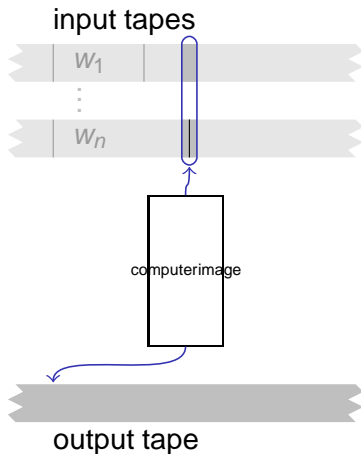 input tapes
w1
⋮
wn
computerimage
output tape